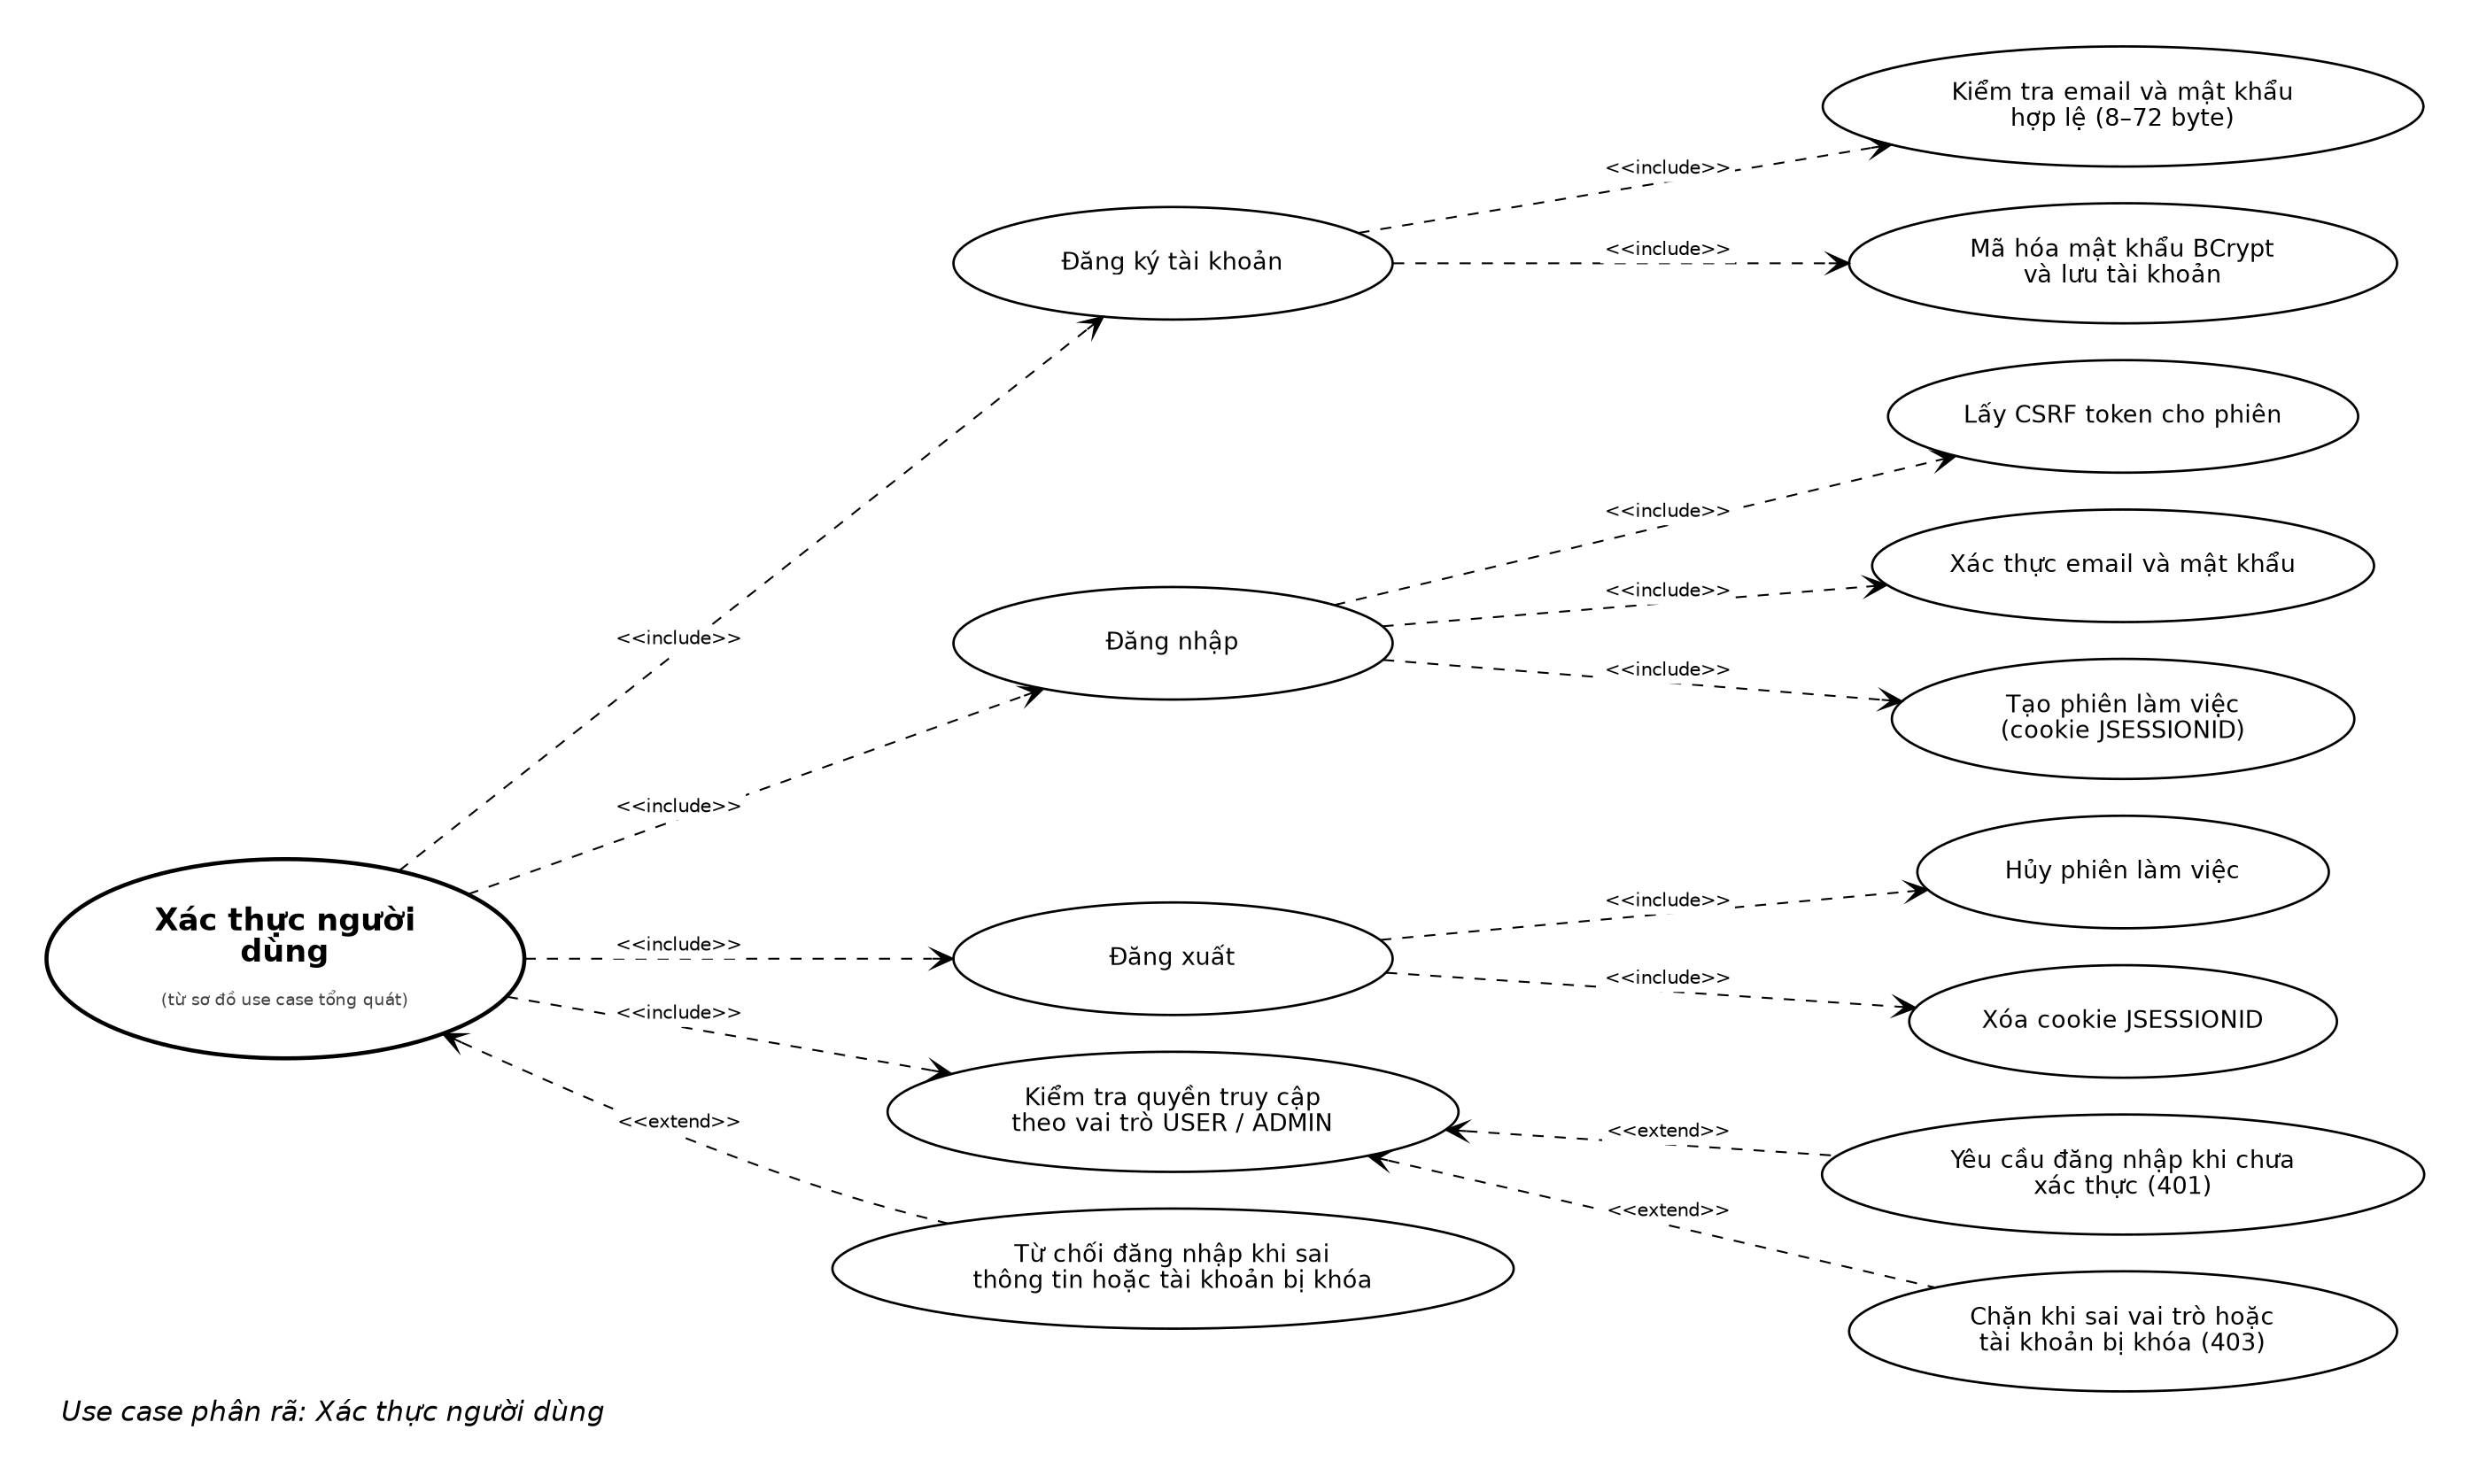 Kiểm tra email và mật khẩu
hợp lệ (8–72 byte)
<<include>>
Đăng ký tài khoản
<<include>>
Mã hóa mật khẩu BCrypt
và lưu tài khoản
Lấy CSRF token cho phiên
<<include>>
Xác thực email và mật khẩu
<<include>>
<<include>>
Đăng nhập
<<include>>
Tạo phiên làm việc
(cookie JSESSIONID)
<<include>>
Hủy phiên làm việc
<<include>>
Xác thực người
dùng
(từ sơ đồ use case tổng quát)
<<include>>
Đăng xuất
<<include>>
Xóa cookie JSESSIONID
<<include>>
Kiểm tra quyền truy cập
theo vai trò USER / ADMIN
<<extend>>
<<extend>>
Yêu cầu đăng nhập khi chưa
xác thực (401)
<<extend>>
Từ chối đăng nhập khi sai
thông tin hoặc tài khoản bị khóa
Chặn khi sai vai trò hoặc
tài khoản bị khóa (403)
Use case phân rã: Xác thực người dùng